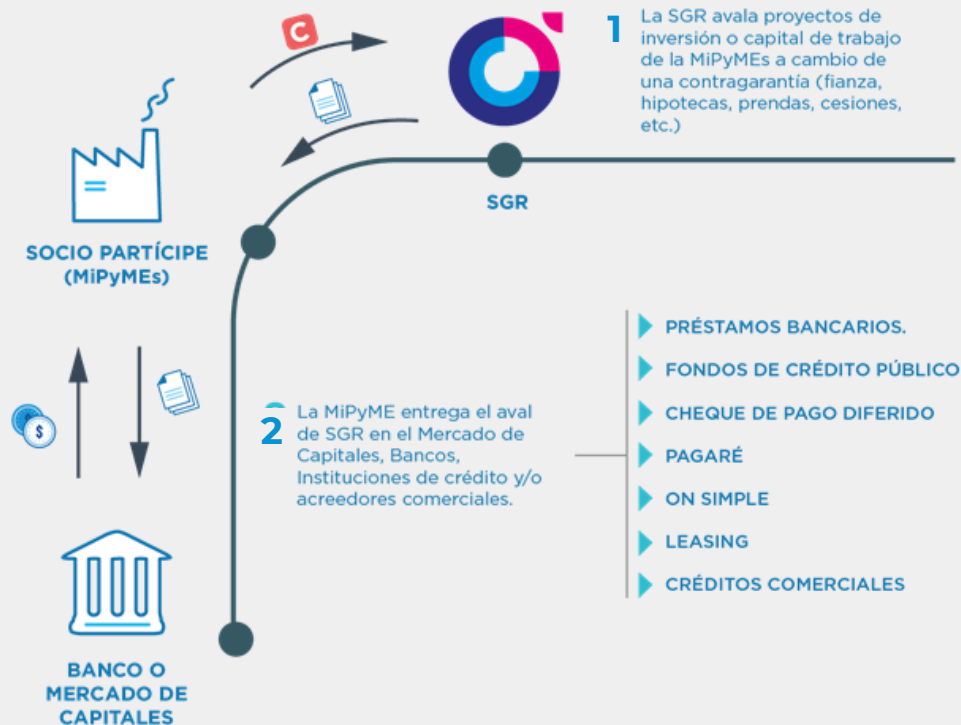 C
1
La SGR avala proyectos de
inversión o capital de trabajo
de la MiPyMEs a cambio de
una contragarantía (fianza,
hipotecas, prendas, cesiones,
etc.)
SGR
SOCIO PARTÍCIPE
(MiPyMEs)
$
2
La MiPyME entrega el aval
de SGR en el Mercado de
Capitales, Bancos,
Instituciones de crédito y/o
acreedores comerciales.
PRÉSTAMOS BANCARIOS.
FONDOS DE CRÉDITO PÚBLICO
CHEQUE DE PAGO DIFERIDO
PAGARÉ
ON SIMPLE
LEASING
CRÉDITOS COMERCIALES
BANCO O
MERCADO DE
CAPITALES